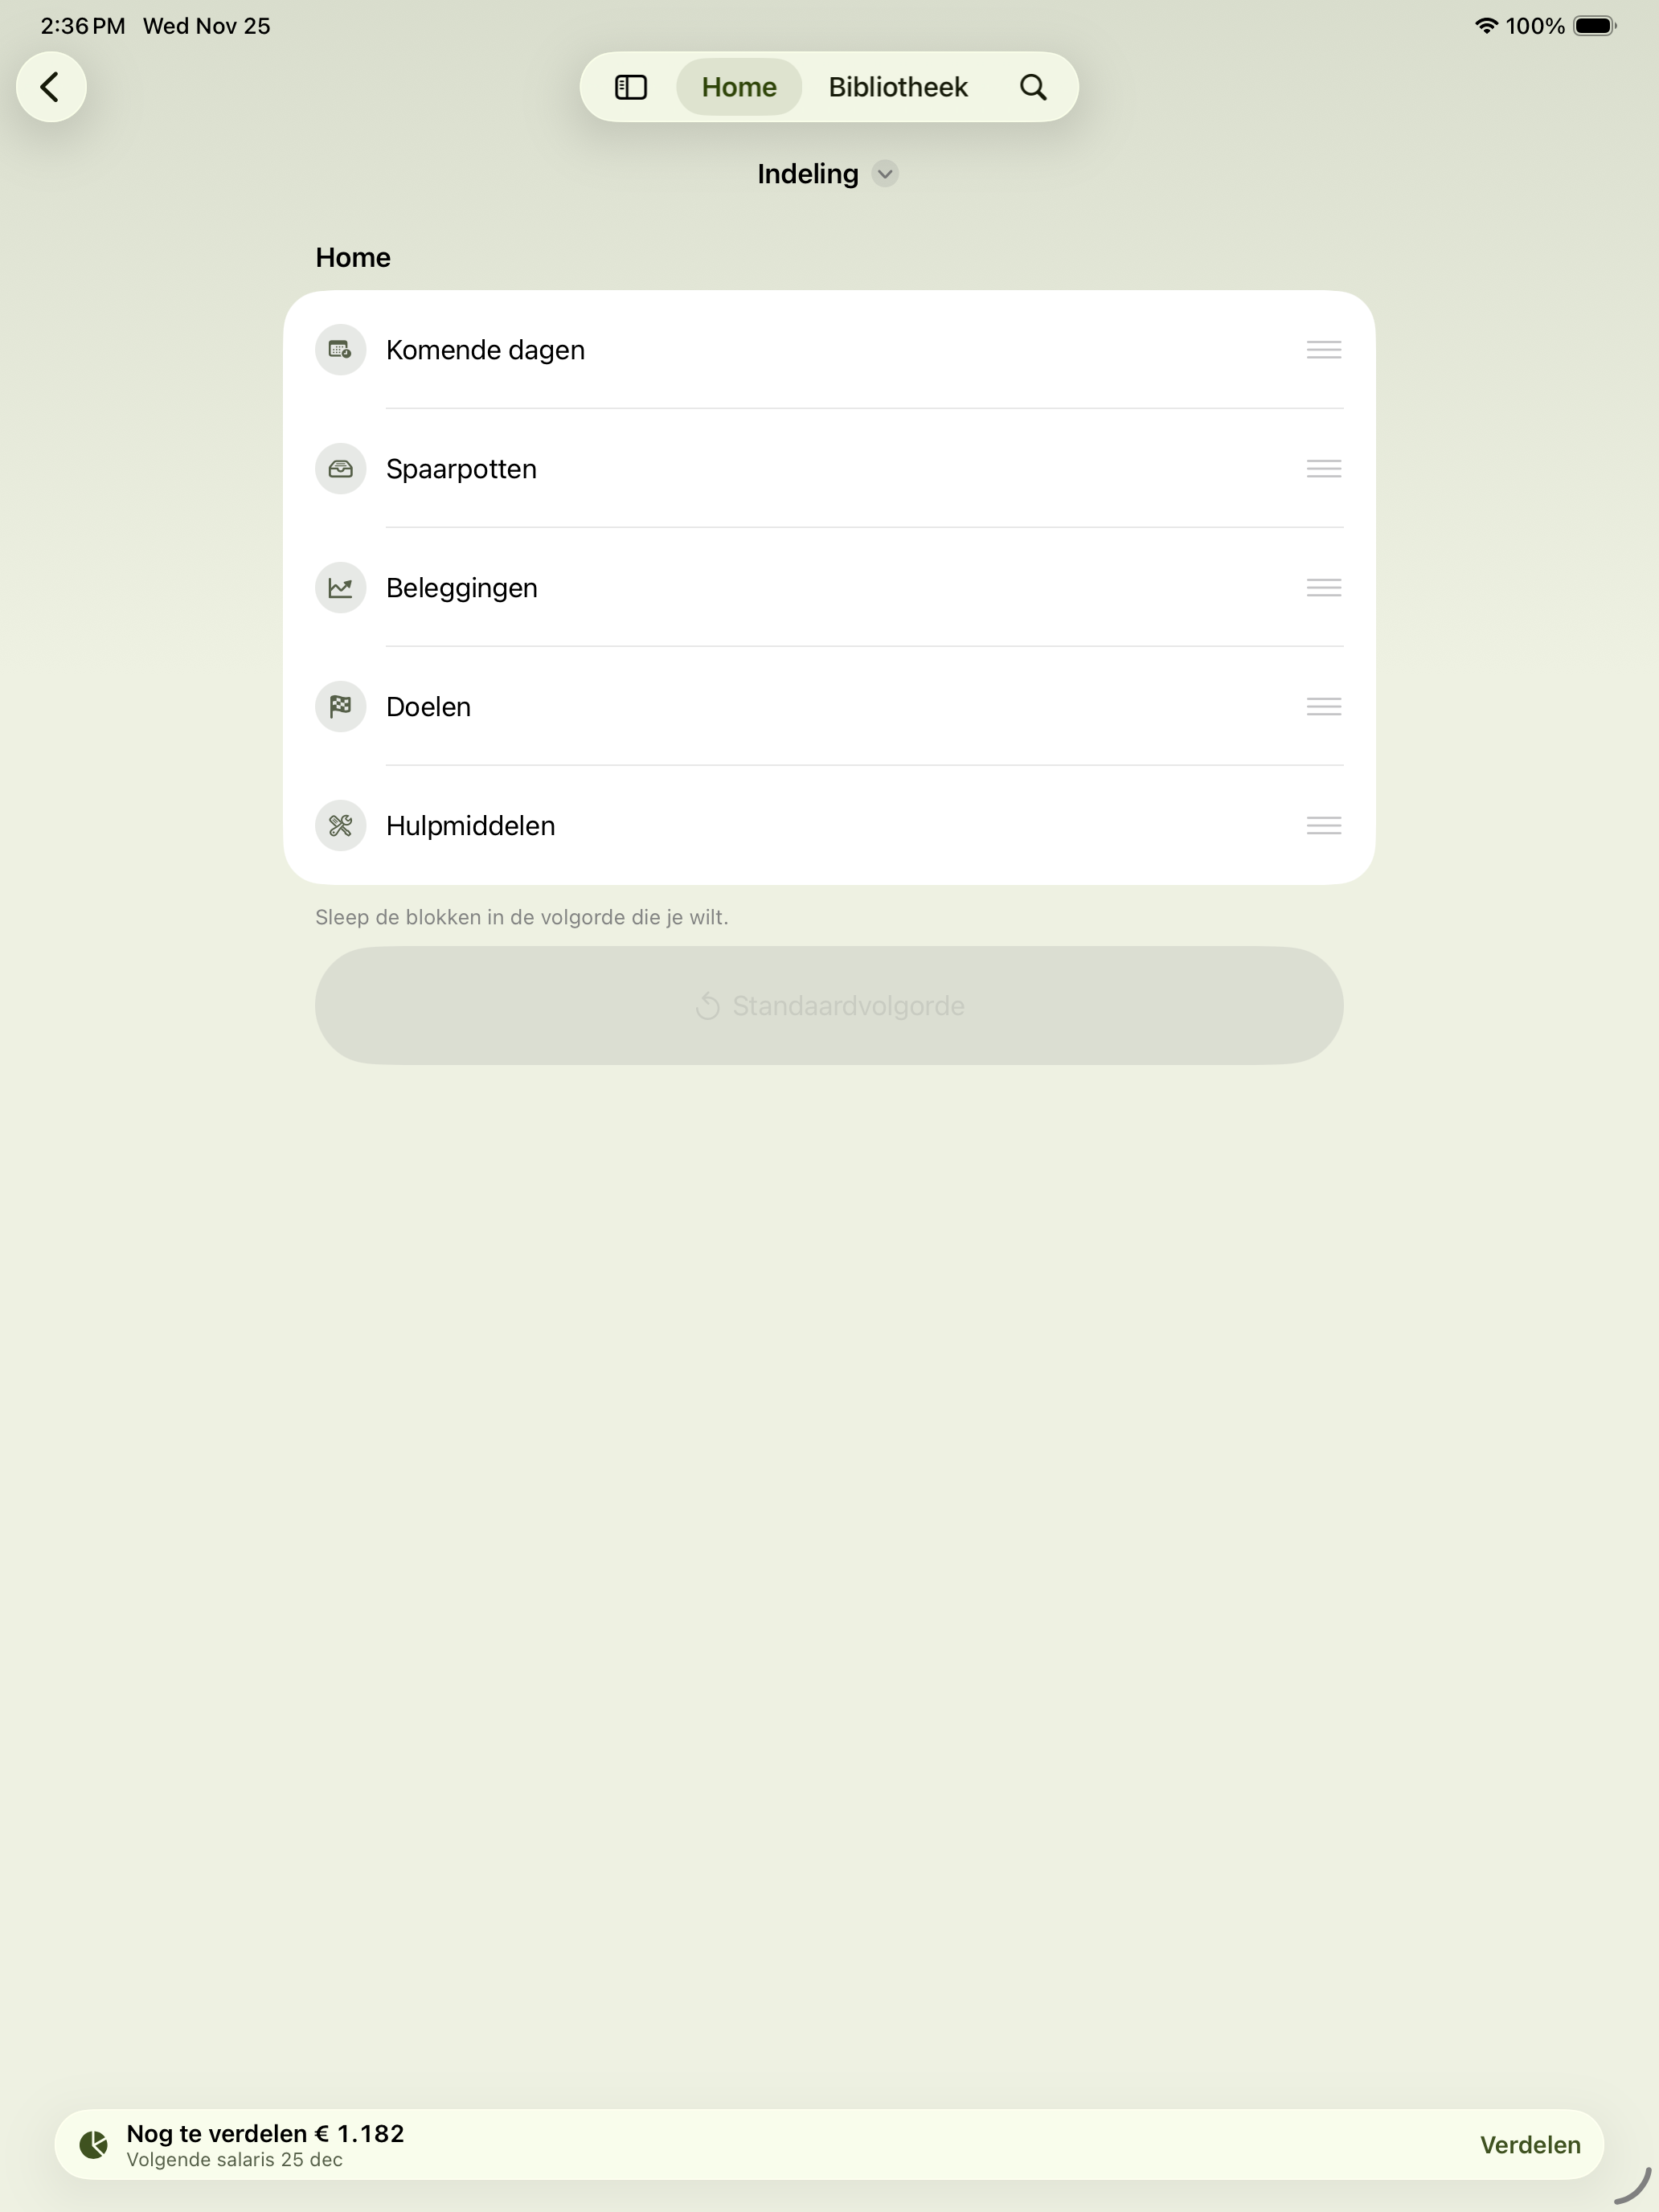 2:36 PM Wed Nov 25
100%
Home
Bibliotheek
Indeling
Home
Komende dagen
Spaarpotten
Beleggingen
Doelen
Hulpmiddelen
Sleep de blokken in de volgorde die je wilt.
Standaardvolgorde
Nog te verdelen € 1.182
Volgende salaris 25 dec
Verdelen